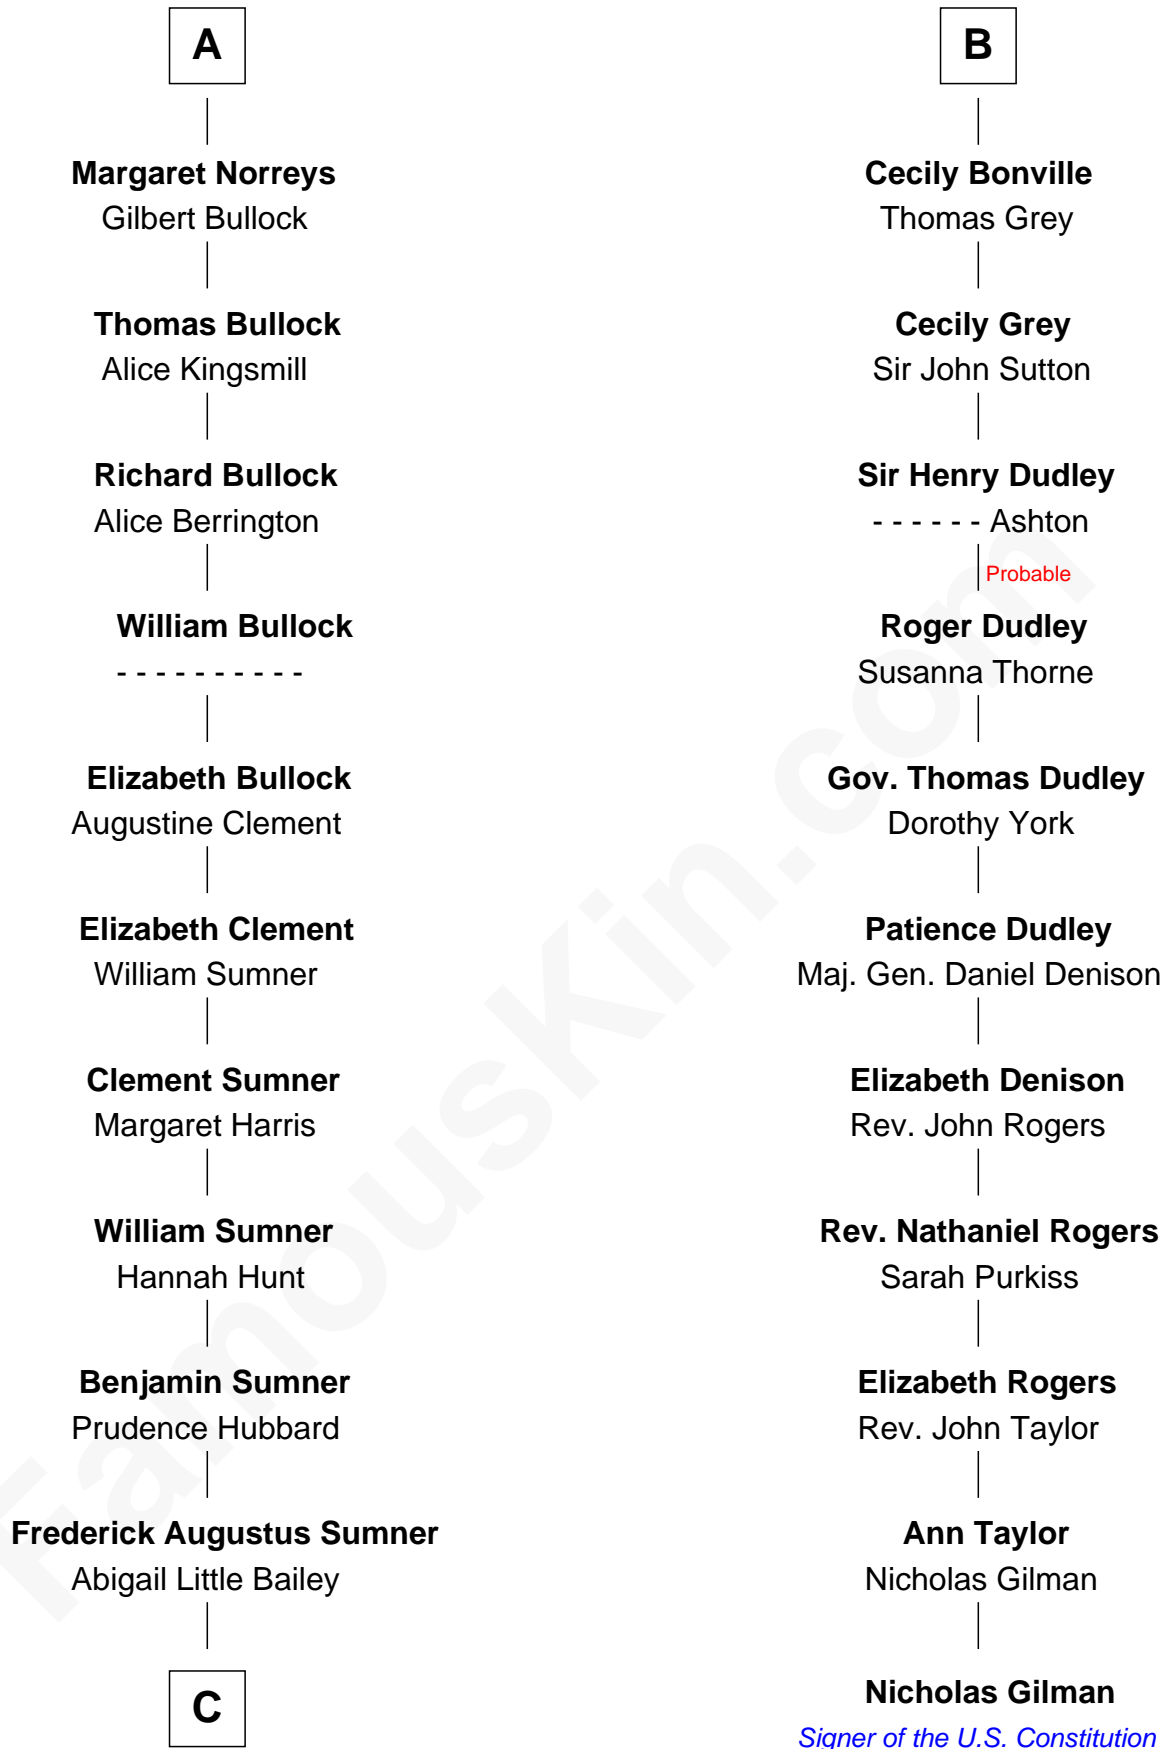 A
Margaret Norreys
Gilbert Bullock
Thomas Bullock
Alice Kingsmill
Richard Bullock
Alice Berrington
William Bullock
- - - - - - - - - -
Elizabeth Bullock
Augustine Clement
Elizabeth Clement
William Sumner
Clement Sumner
Margaret Harris
William Sumner
Hannah Hunt
Benjamin Sumner
Prudence Hubbard
Frederick Augustus Sumner
Abigail Little Bailey
C
B
Cecily Bonville
Thomas Grey
Cecily Grey
Sir John Sutton
Sir Henry Dudley
- - - - - - Ashton
Probable
Roger Dudley
Susanna Thorne
Gov. Thomas Dudley
Dorothy York
Patience Dudley
Maj. Gen. Daniel Denison
Elizabeth Denison
Rev. John Rogers
Rev. Nathaniel Rogers
Sarah Purkiss
Elizabeth Rogers
Rev. John Taylor
Ann Taylor
Nicholas Gilman
Nicholas Gilman
Signer of the U.S. Constitution
FamousKin.com